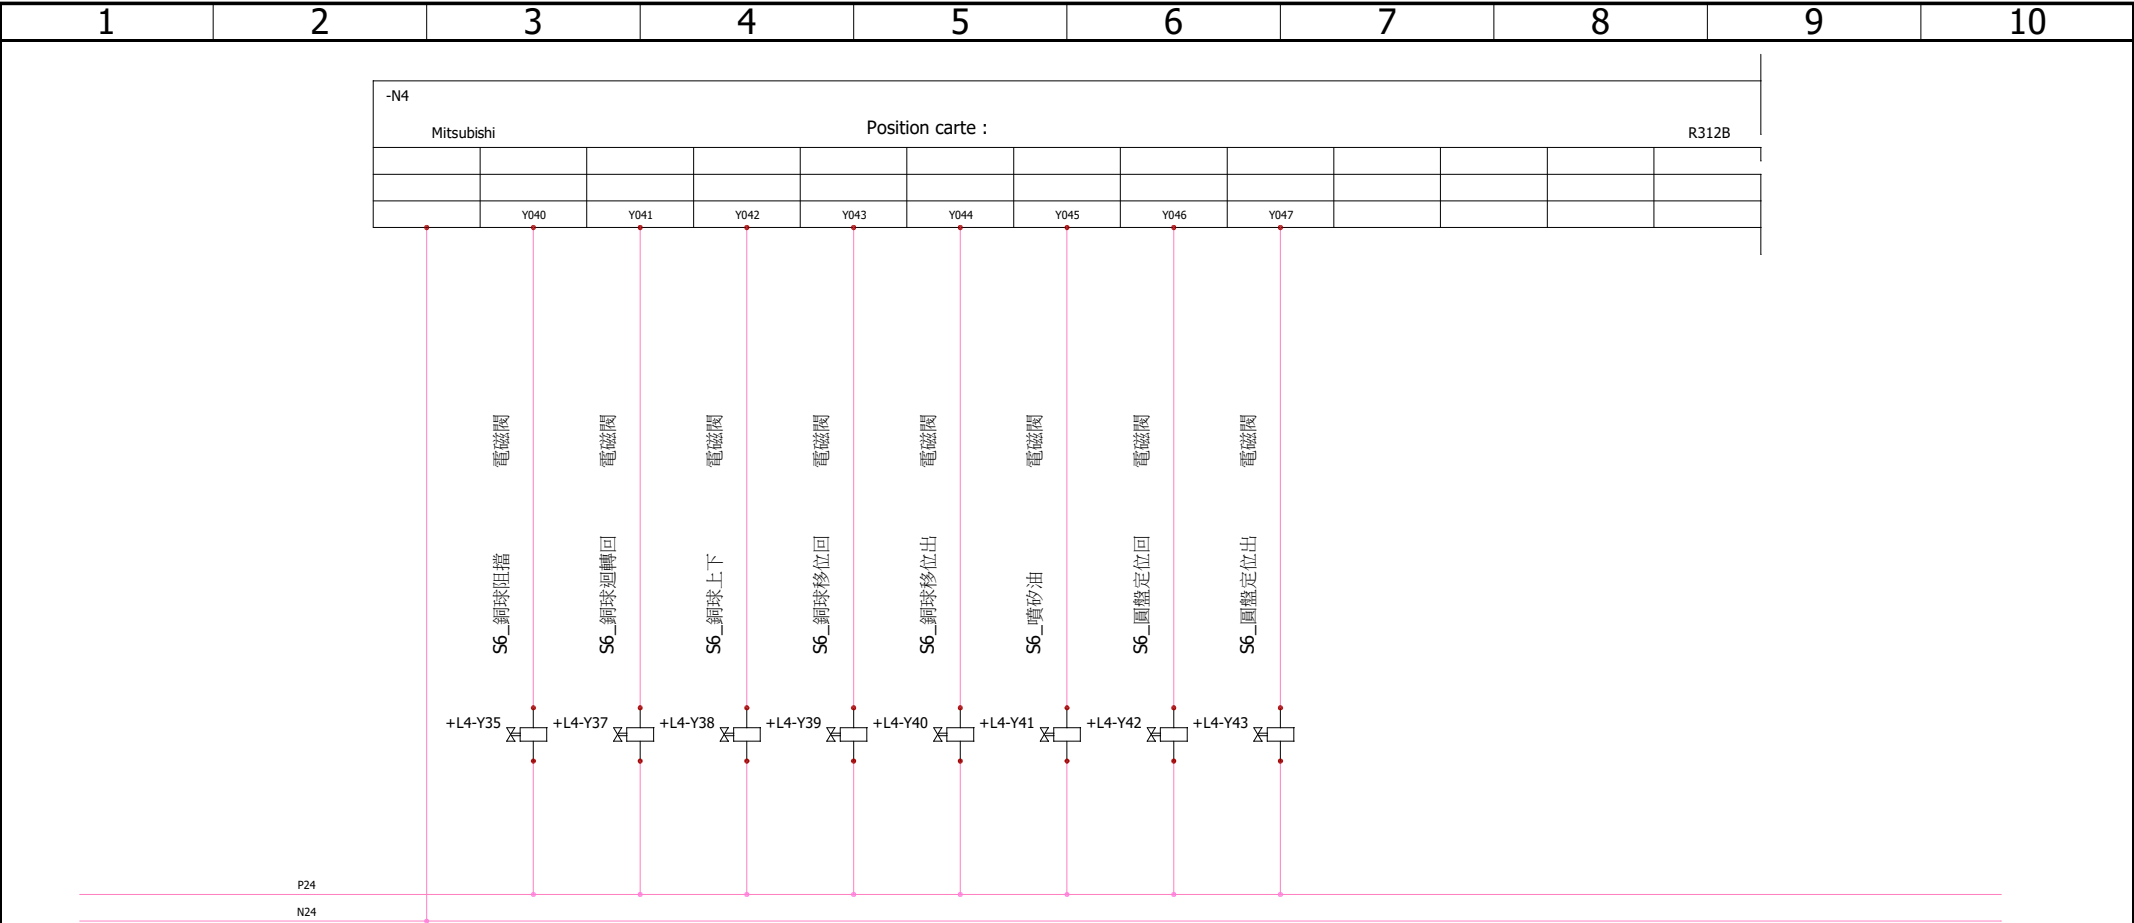 1 2 3 4 5 6 7 8 9 10
-N4
Mitsubishi Position carte : R312B
Y040 Y041 Y042 Y043 Y044 Y045 Y046 Y047
S6_銅球阻擋 電磁閥
S6_銅球迴轉回 電磁閥
S6_銅球上下 電磁閥
S6_銅球移位回 電磁閥
S6_銅球移位出 電磁閥
S6_噴矽油 電磁閥
S6_圓盤定位回 電磁閥
S6_圓盤定位出 電磁閥
+L4-Y35 +L4-Y37 +L4-Y38 +L4-Y39 +L4-Y40 +L4-Y41 +L4-Y42 +L4-Y43
P24
N24